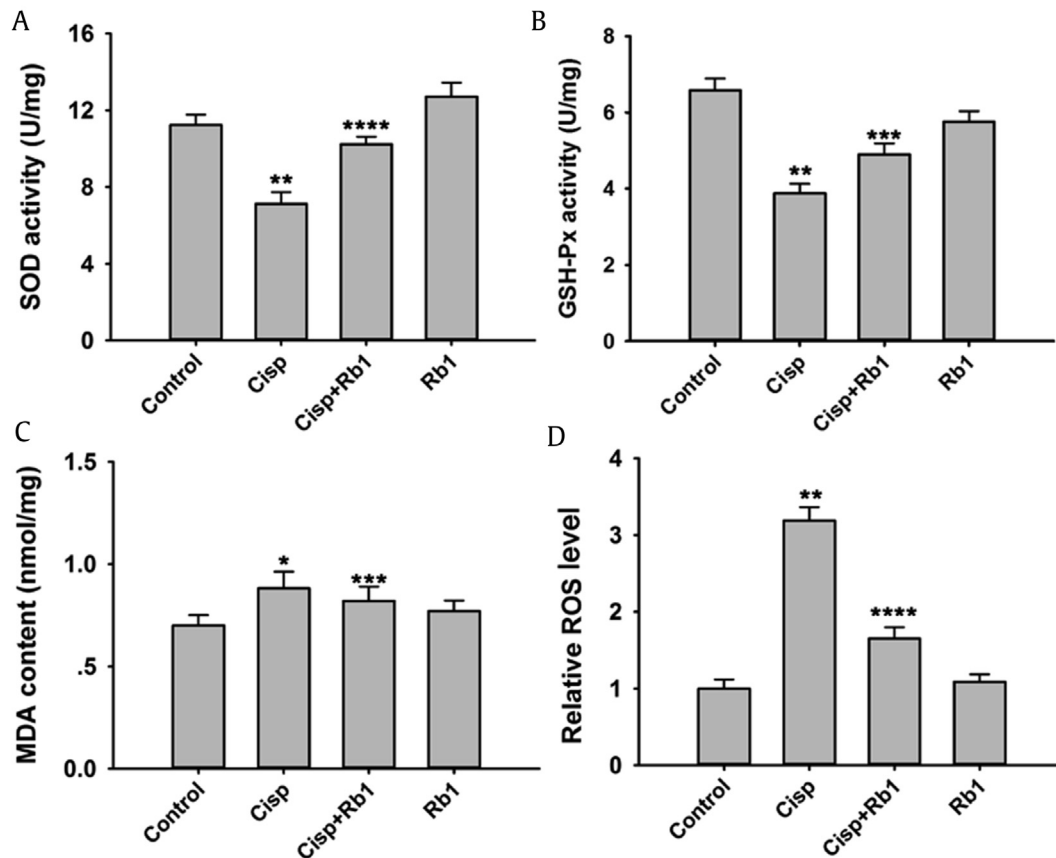 A
SOD activity (U/mg)
16
12
8
4
0
**
****
Control
Cisp
Cisp+Rb1
Rb1
B
GSH-Px activity (U/mg)
8
6
4
2
0
**
***
Control
Cisp
Cisp+Rb1
Rb1
C
MDA content (nmol/mg)
1.5
1.0
.5
0.0
*
***
Control
Cisp
Cisp+Rb1
Rb1
D
Relative ROS level
4
3
2
1
0
**
****
Control
Cisp
Cisp+Rb1
Rb1